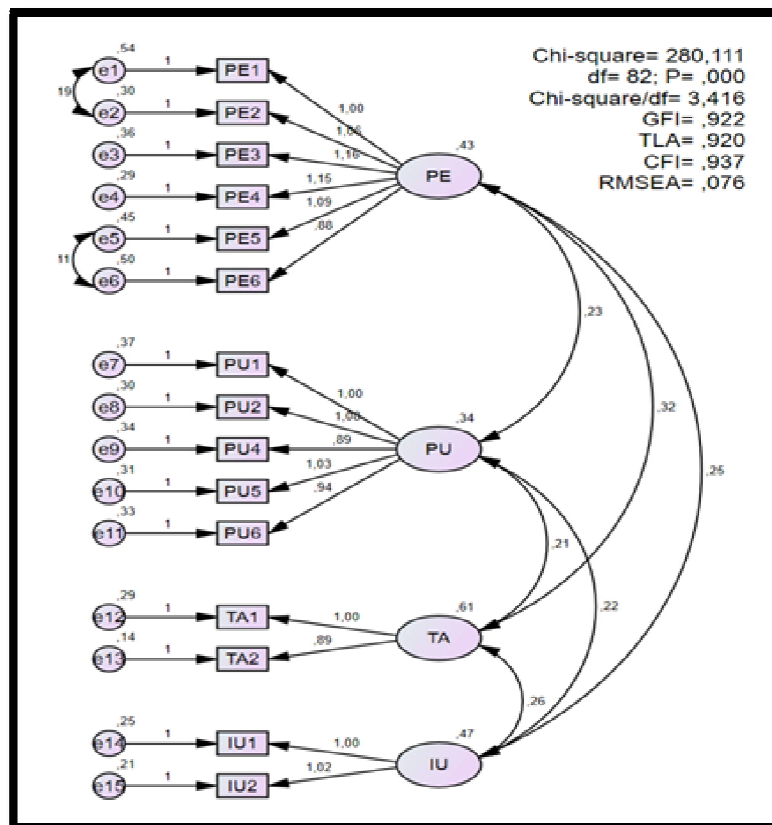 Chi-square= 280,111
df= 82; P= ,000
Chi-square/df= 3,416
GFI= ,922
TLA= ,920
CFI= ,937
RMSEA= ,076
,54
e1 1 PE1
19
,30
e2 1 PE2
,36
e3 1 PE3
,29
e4 1 PE4
,45
e5 1 PE5
11
,50
e6 1 PE6
1,00
1,16
1,15
1,09
,88
,43
PE
,23
,32
,25
,37
e7 1 PU1
,30
e8 1 PU2
,34
e9 1 PU4
,31
e10 1 PU5
,33
e11 1 PU6
1,00
,89
1,03
,94
,34
PU
,21
,22
,29
e12 1 TA1
,14
e13 1 TA2
1,00
,89
,61
TA
,26
,25
e14 1 IU1
,21
e15 1 IU2
1,00
1,02
,47
IU